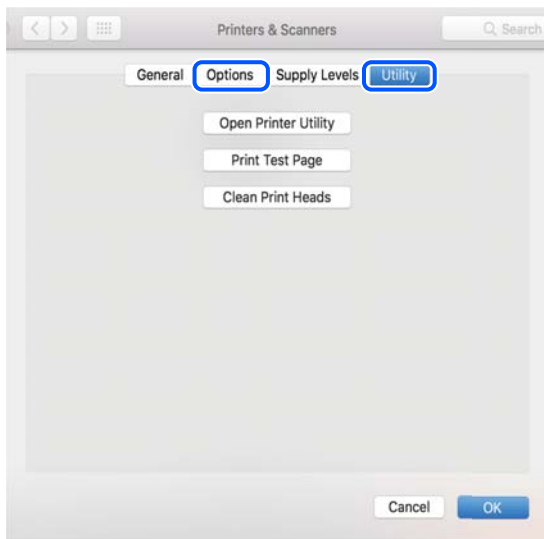 Printers & Scanners Search
General Options Supply Levels Utility
Open Printer Utility
Print Test Page
Clean Print Heads
Cancel OK